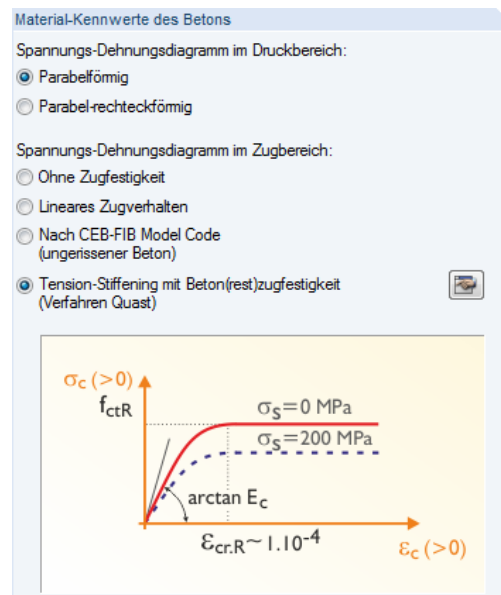 Material-Kennwerte des Betons
Spannungs-Dehnungsdiagramm im Druckbereich:
Parabelförmig
Parabel-rechteckförmig
Spannungs-Dehnungsdiagramm im Zugbereich:
Ohne Zugfestigkeit
Lineares Zugverhalten
Nach CEB-FIB Model Code
(ungerissener Beton)
Tension-Stiffening mit Beton(rest)zugfestigkeit
(Verfahren Quast)
σc (>0)
fctR
σs=0 MPa
σs=200 MPa
arctan Ec
εcr.R~1.10-4
εc (>0)